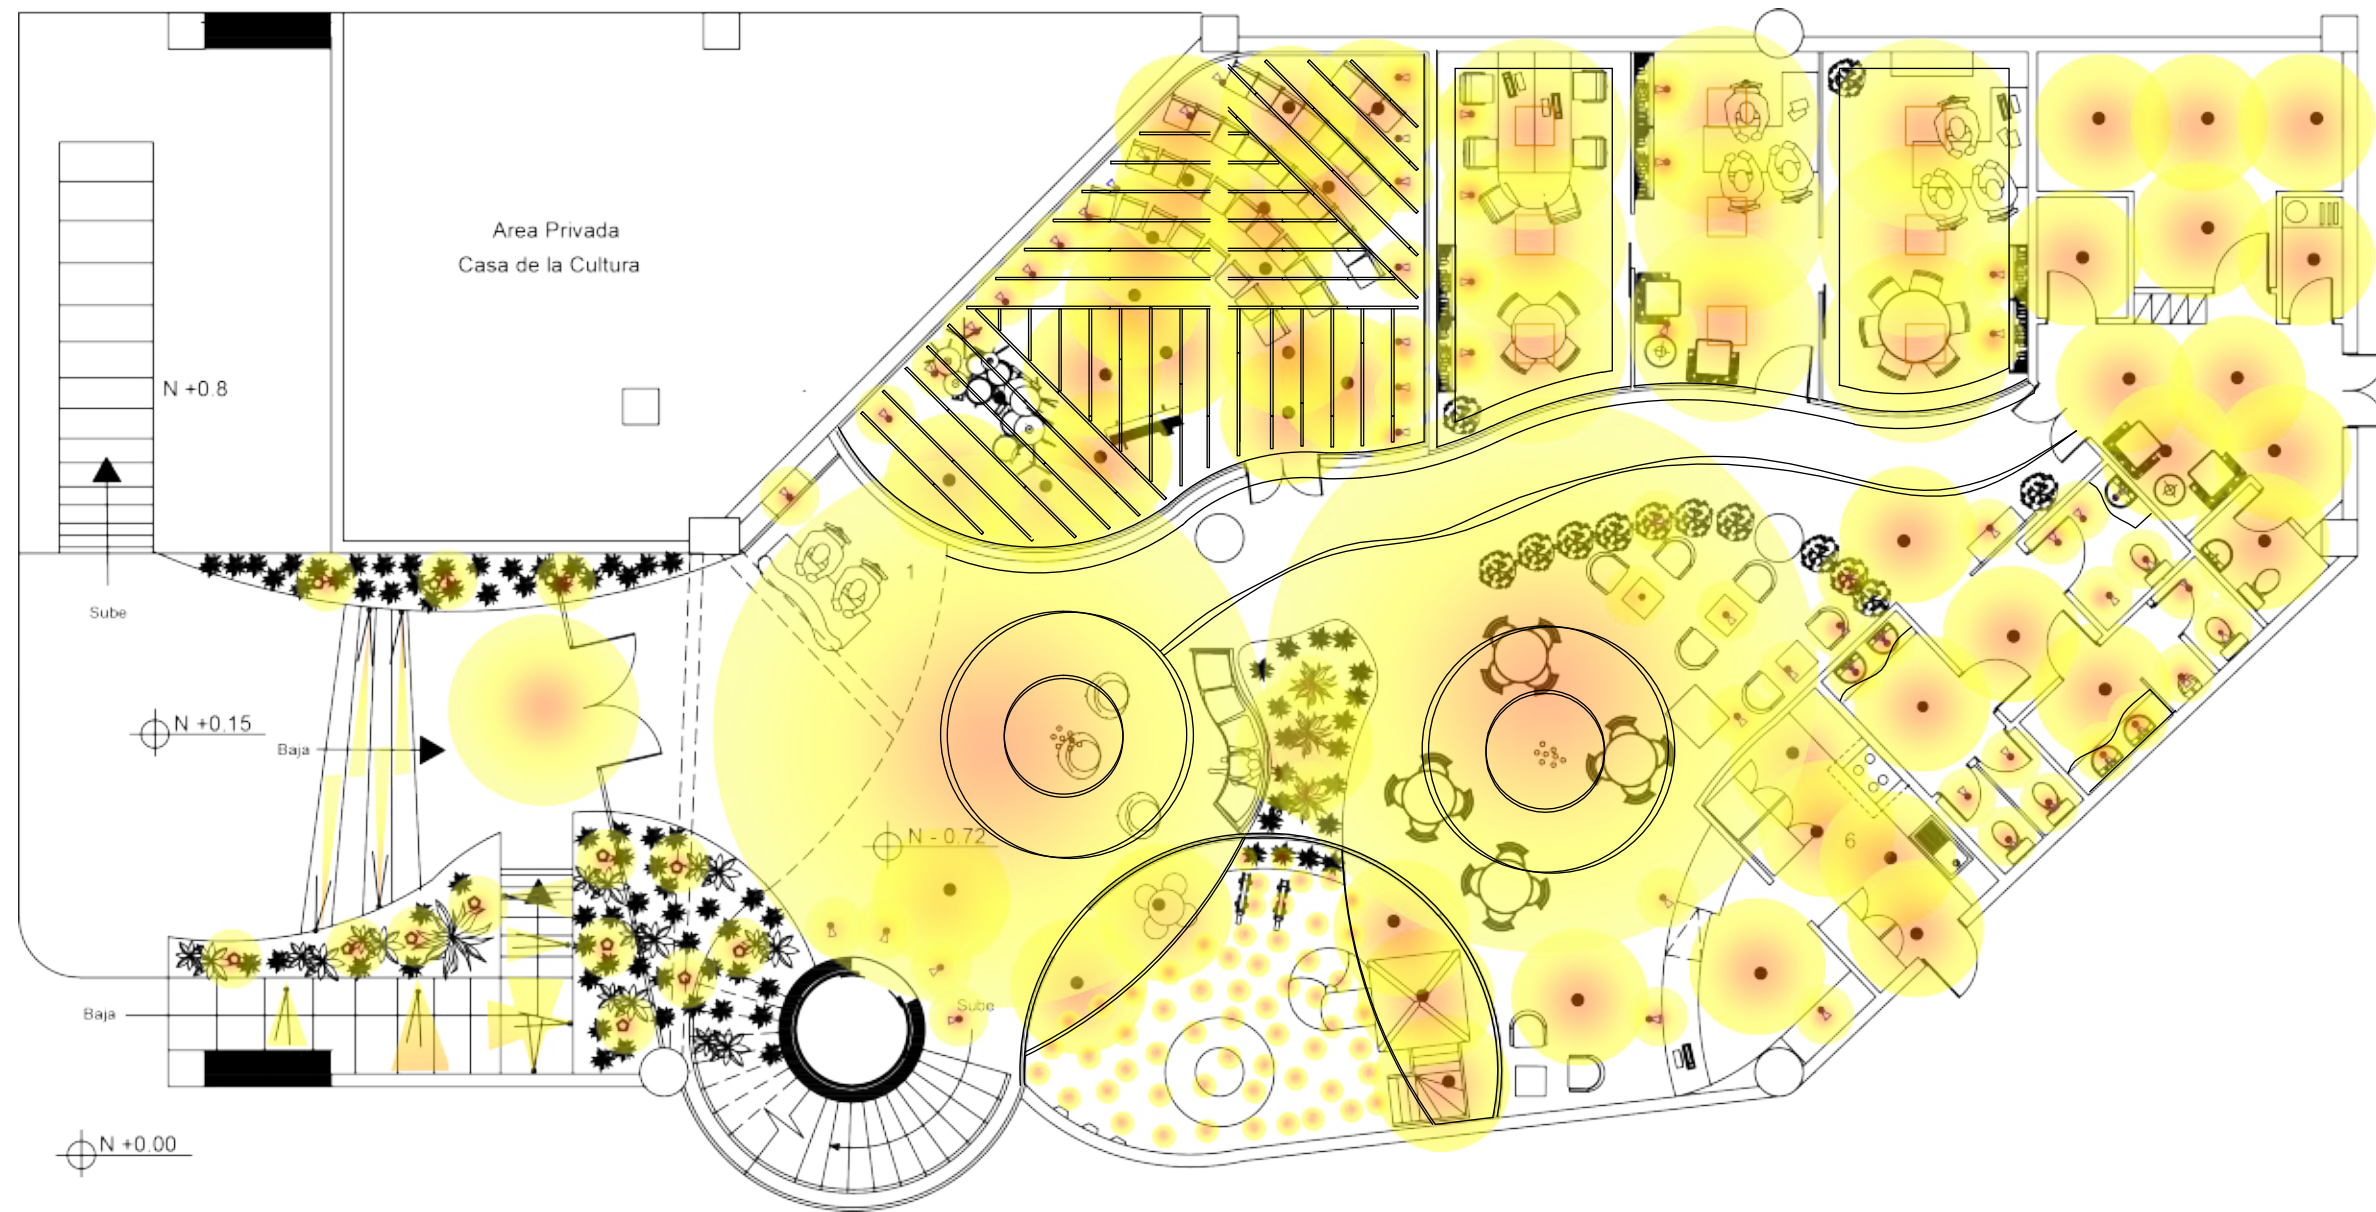 Area Privada
Casa de la Cultura
N +0.8
Sube
1
N +0.15
Baja
N - 0.72
6
Sube
Baja
N +0.00